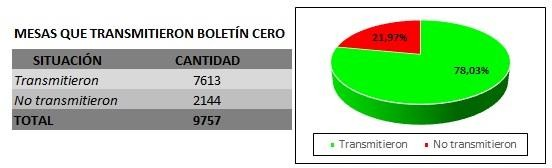 MESAS QUE TRANSMITIERON BOLETÍN CERO
SITUACIÓN CANTIDAD
Transmitieron 7613
No transmitieron 2144
TOTAL 9757
21,97%
78,03%
Transmitieron No transmitieron